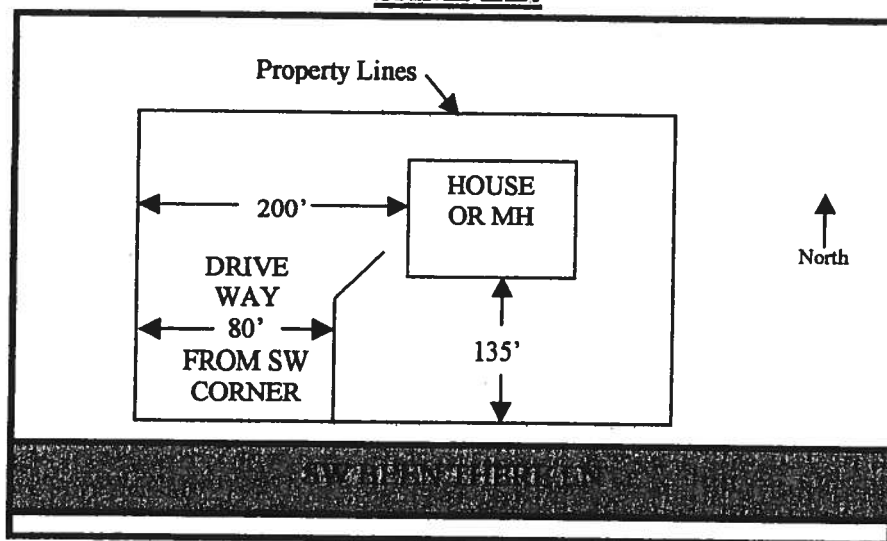 Property Lines
HOUSE
OR MH
200'
North
DRIVE
WAY
80'
FROM SW
CORNER
135'